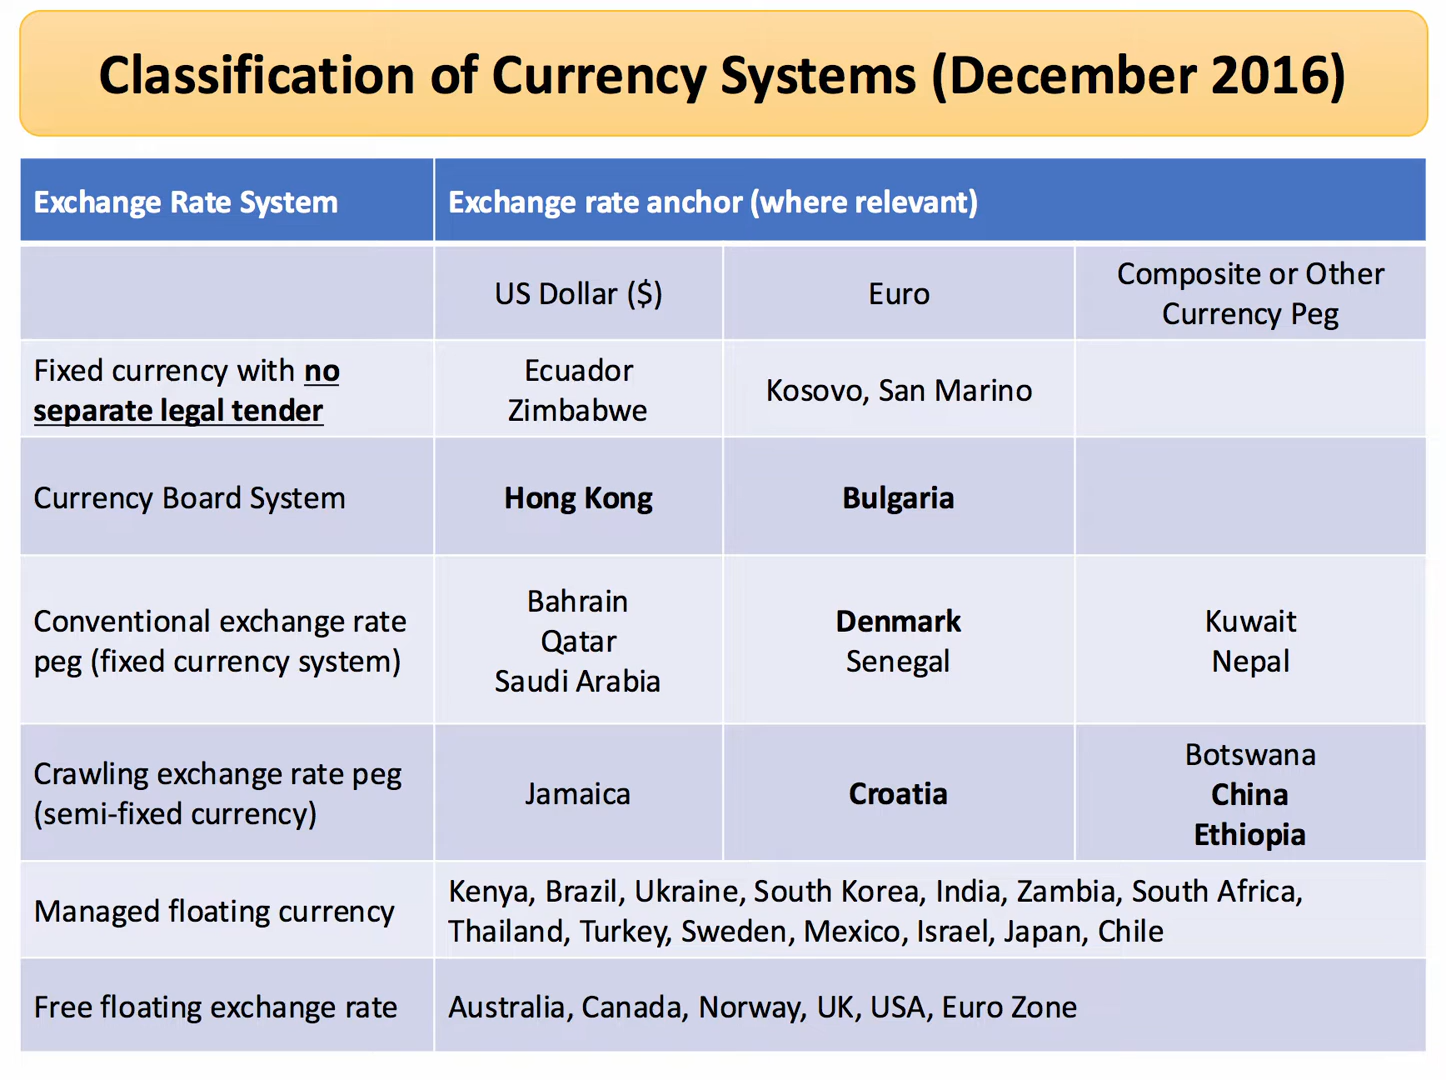 Classification of Currency Systems (December 2016)
Exchange Rate System
Exchange rate anchor (where relevant)
US Dollar ($)
Euro
Composite or Other
Currency Peg
Fixed currency with no
separate legal tender
Ecuador
Zimbabwe
Kosovo, San Marino
Currency Board System
Hong Kong
Bulgaria
Conventional exchange rate
peg (fixed currency system)
Bahrain
Qatar
Saudi Arabia
Denmark
Senegal
Kuwait
Nepal
Crawling exchange rate peg
(semi-fixed currency)
Jamaica
Croatia
Botswana
China
Ethiopia
Managed floating currency
Kenya, Brazil, Ukraine, South Korea, India, Zambia, South Africa,
Thailand, Turkey, Sweden, Mexico, Israel, Japan, Chile
Free floating exchange rate
Australia, Canada, Norway, UK, USA, Euro Zone